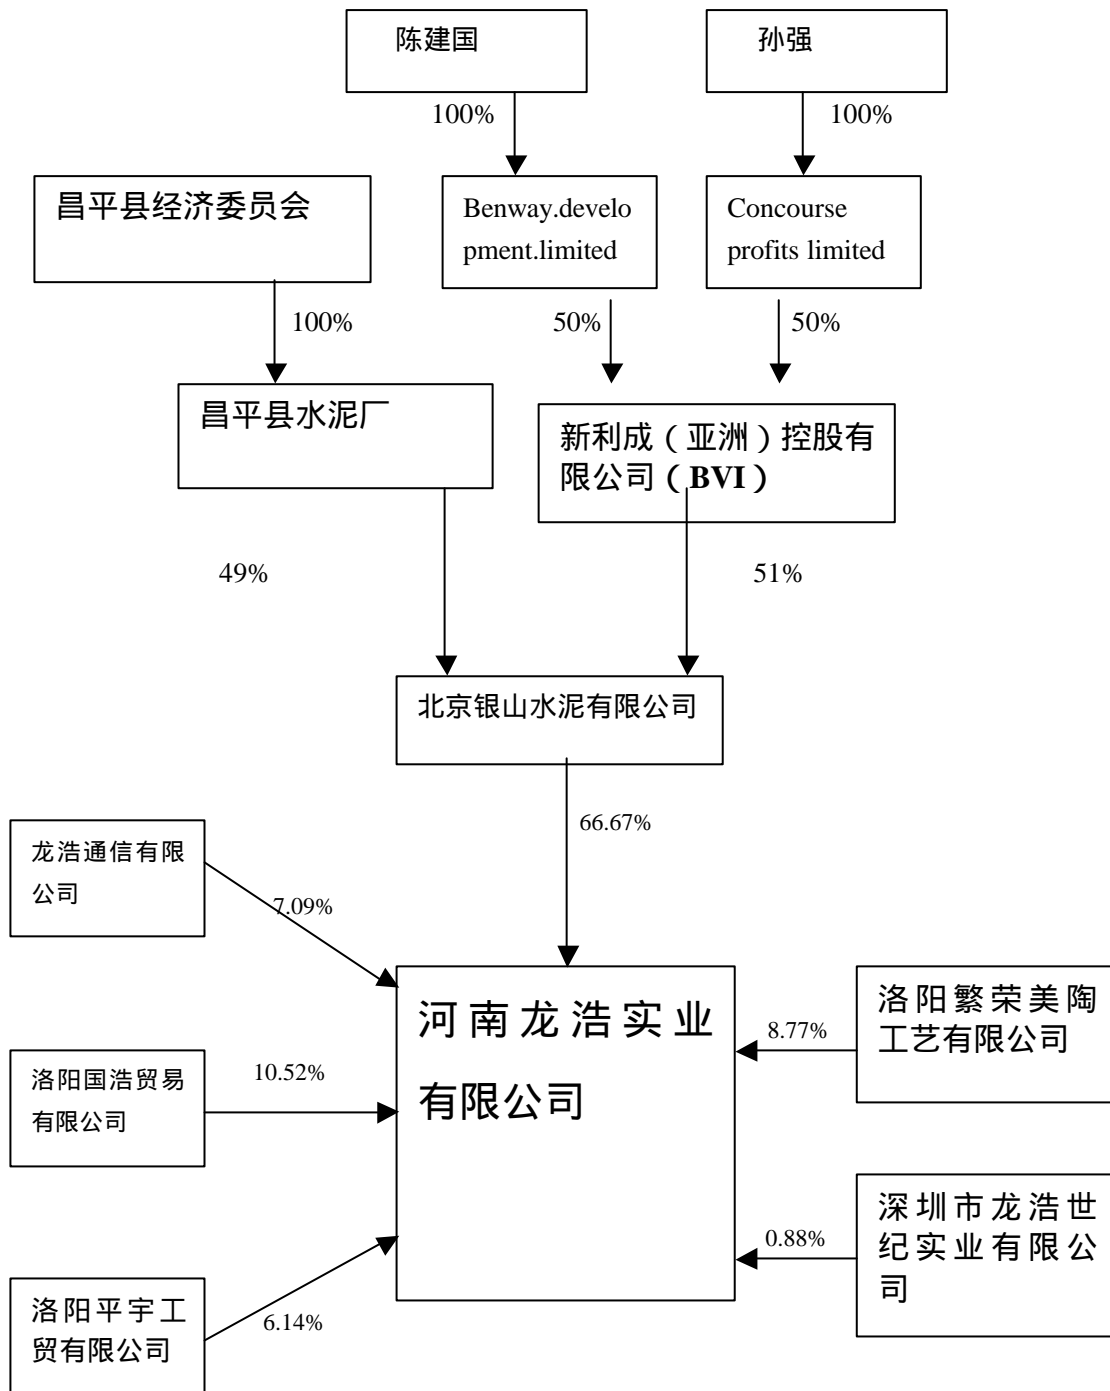 陈建国
孙强
100%
100%
昌平县经济委员会
Benway.develo
pment.limited
Concourse
profits limited
100%
50%
50%
昌平县水泥厂
新利成（亚洲）控股有
限公司（BVI）
49%
51%
北京银山水泥有限公司
66.67%
龙浩通信有限
公司
7.09%
河南龙浩实业
有限公司
洛阳繁荣美陶
工艺有限公司
8.77%
洛阳国浩贸易
有限公司
10.52%
深圳市龙浩世
纪实业有限公
司
0.88%
洛阳平宇工
贸有限公司
6.14%